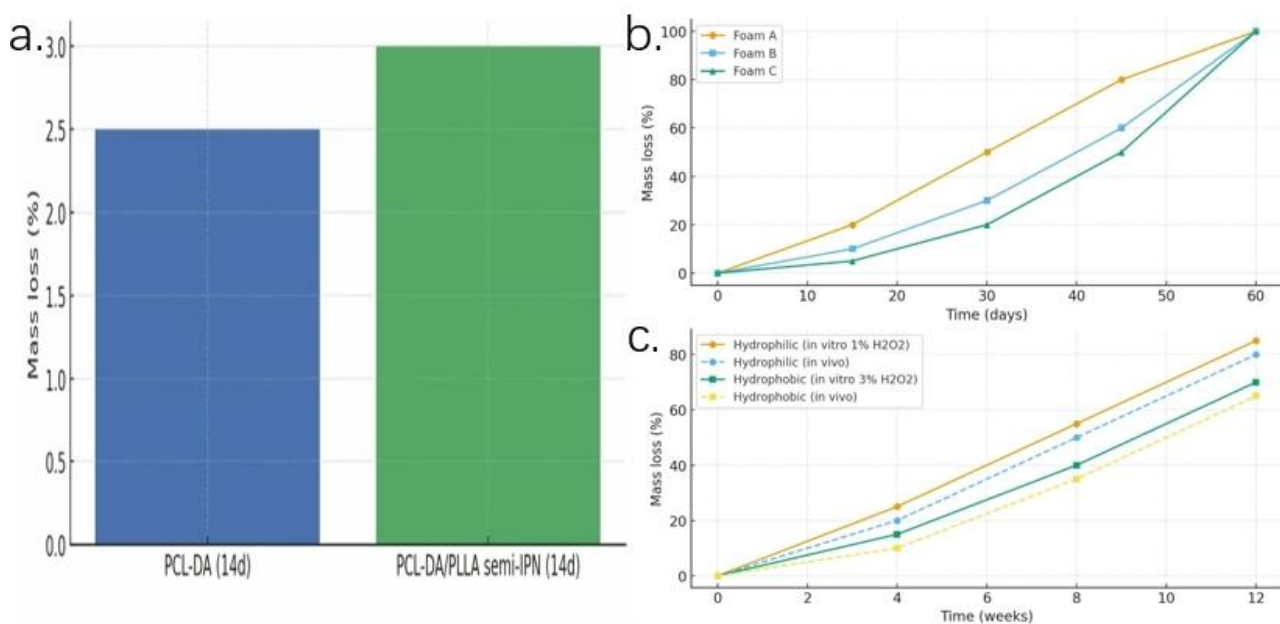 a.
3.0
2.5
2.0
1.5
1.0
0.5
0.0
Mass loss (%)
PCL-DA (14d)
PCL-DA/PLLA semi-IPN (14d)
b.
Foam A
Foam B
Foam C
100
80
60
40
20
0
Mass loss (%)
0 10 20 30 40 50 60
Time (days)
c.
Hydrophilic (in vitro 1% H2O2)
Hydrophilic (in vivo)
Hydrophobic (in vitro 3% H2O2)
Hydrophobic (in vivo)
80
60
40
20
0
Mass loss (%)
0 2 4 6 8 10 12
Time (weeks)